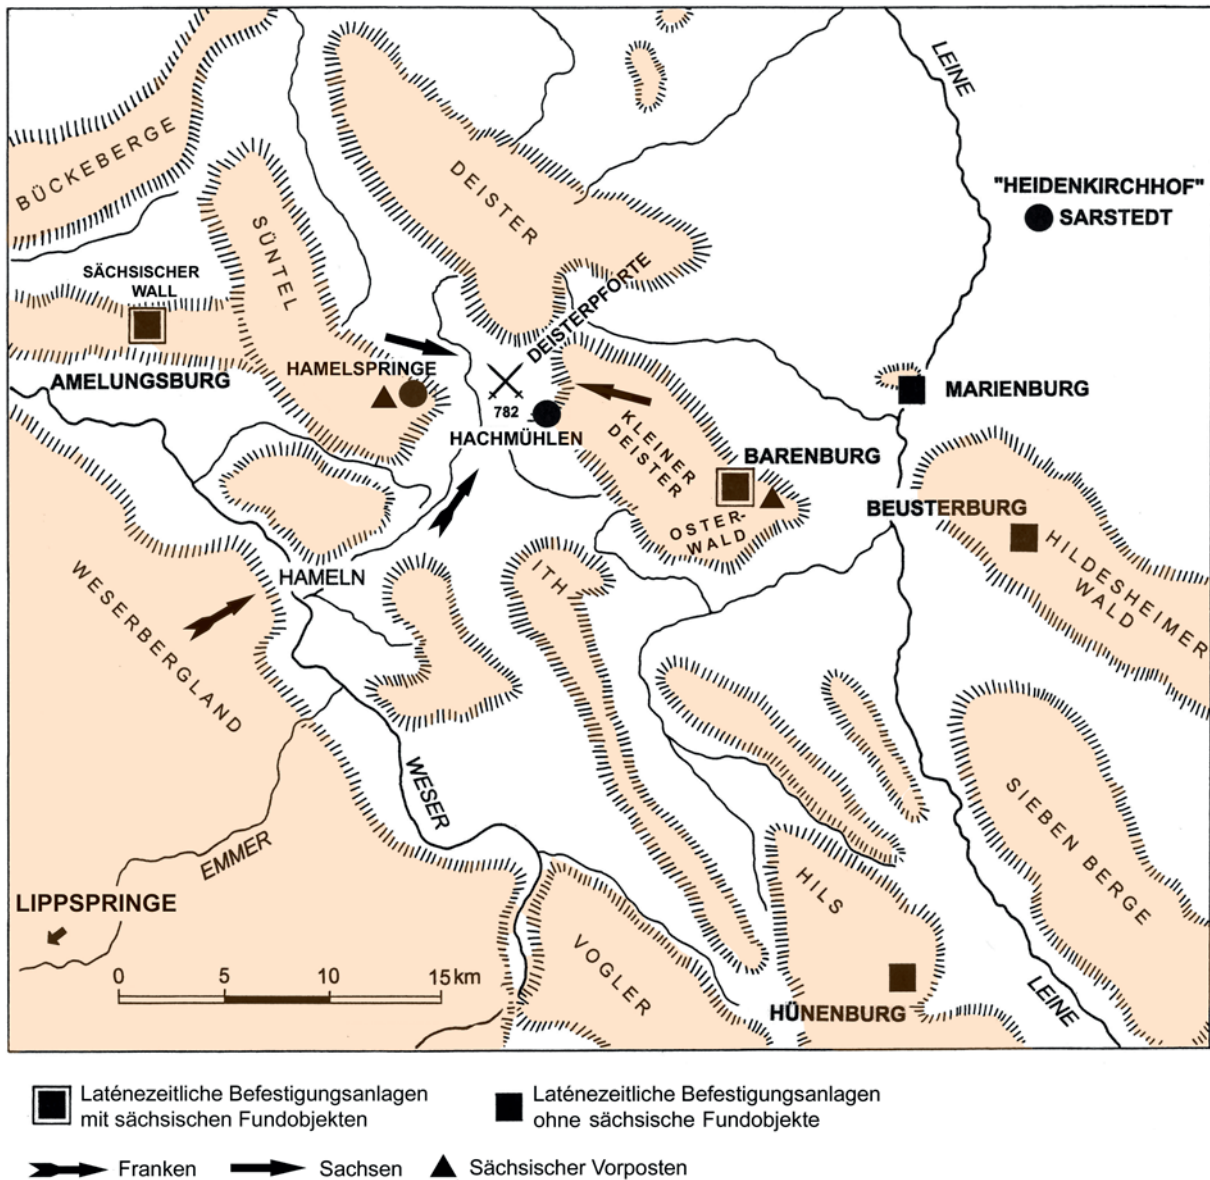 LEINE
BÜCKEBERGE
DEISTER
"HEIDENKIRCHHOF"
SARSTEDT
SÜNTEL
SÄCHSISCHER
WALL
DEISTERPFORTE
AMELUNGSBURG
HAMELSPRINGE
782
HACHMÜHLEN
MARIENBURG
KLEINER
DEISTER
BARENBURG
OSTER-
WALD
BEUSTERBURG
HILDESHEIMER
WALD
ITH
HAMELN
WESERBERGLAND
WESER
EMMER
SIEBEN BERGE
HILS
LIPPSPRINGE
VOGLER
HÜNENBURG
LEINE
0 5 10 15 km
Laténezeitliche Befestigungsanlagen
mit sächsischen Fundobjekten
Laténezeitliche Befestigungsanlagen
ohne sächsische Fundobjekte
Franken
Sachsen
Sächsischer Vorposten